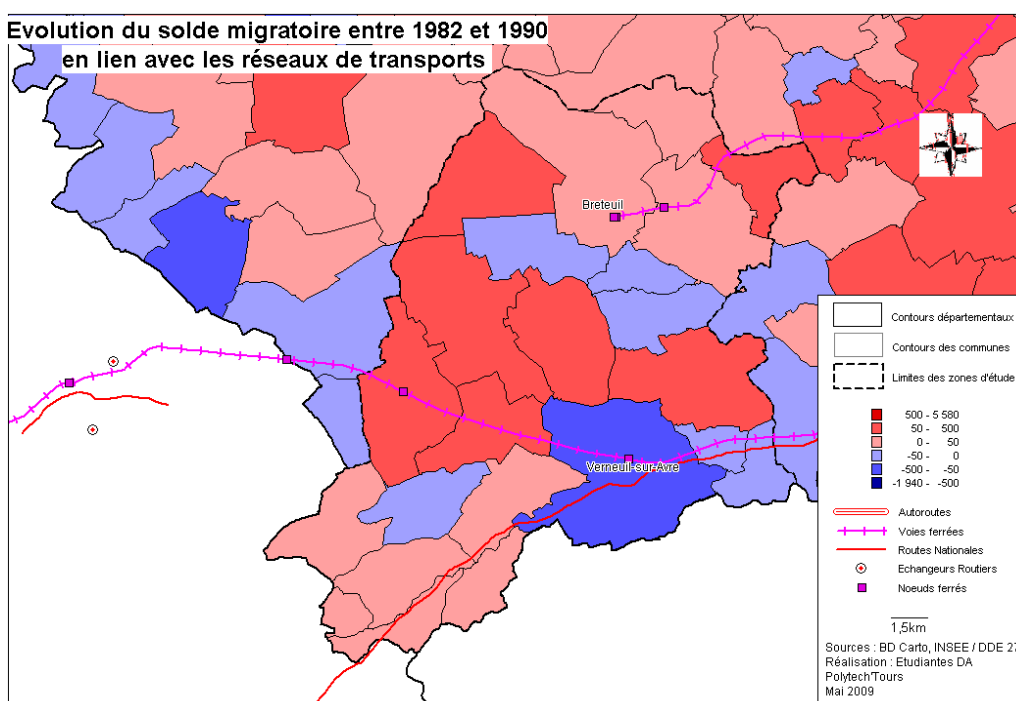 Evolution du solde migratoire entre 1982 et 1990
en lien avec les réseaux de transports
Breteuil
Verneuil-sur-Avre
Contours départementaux
Contours des communes
Limites des zones d'étude
500 - 5 580
50 - 500
0 - 50
-50 - 0
-500 - -50
-1 940 - -500
Autoroutes
Voies ferrées
Routes Nationales
Echangeurs Routiers
Noeuds ferrés
1,5km
Sources : BD Carto, INSEE / DDE 27
Réalisation : Etudiantes DA
Polytech'Tours
Mai 2009